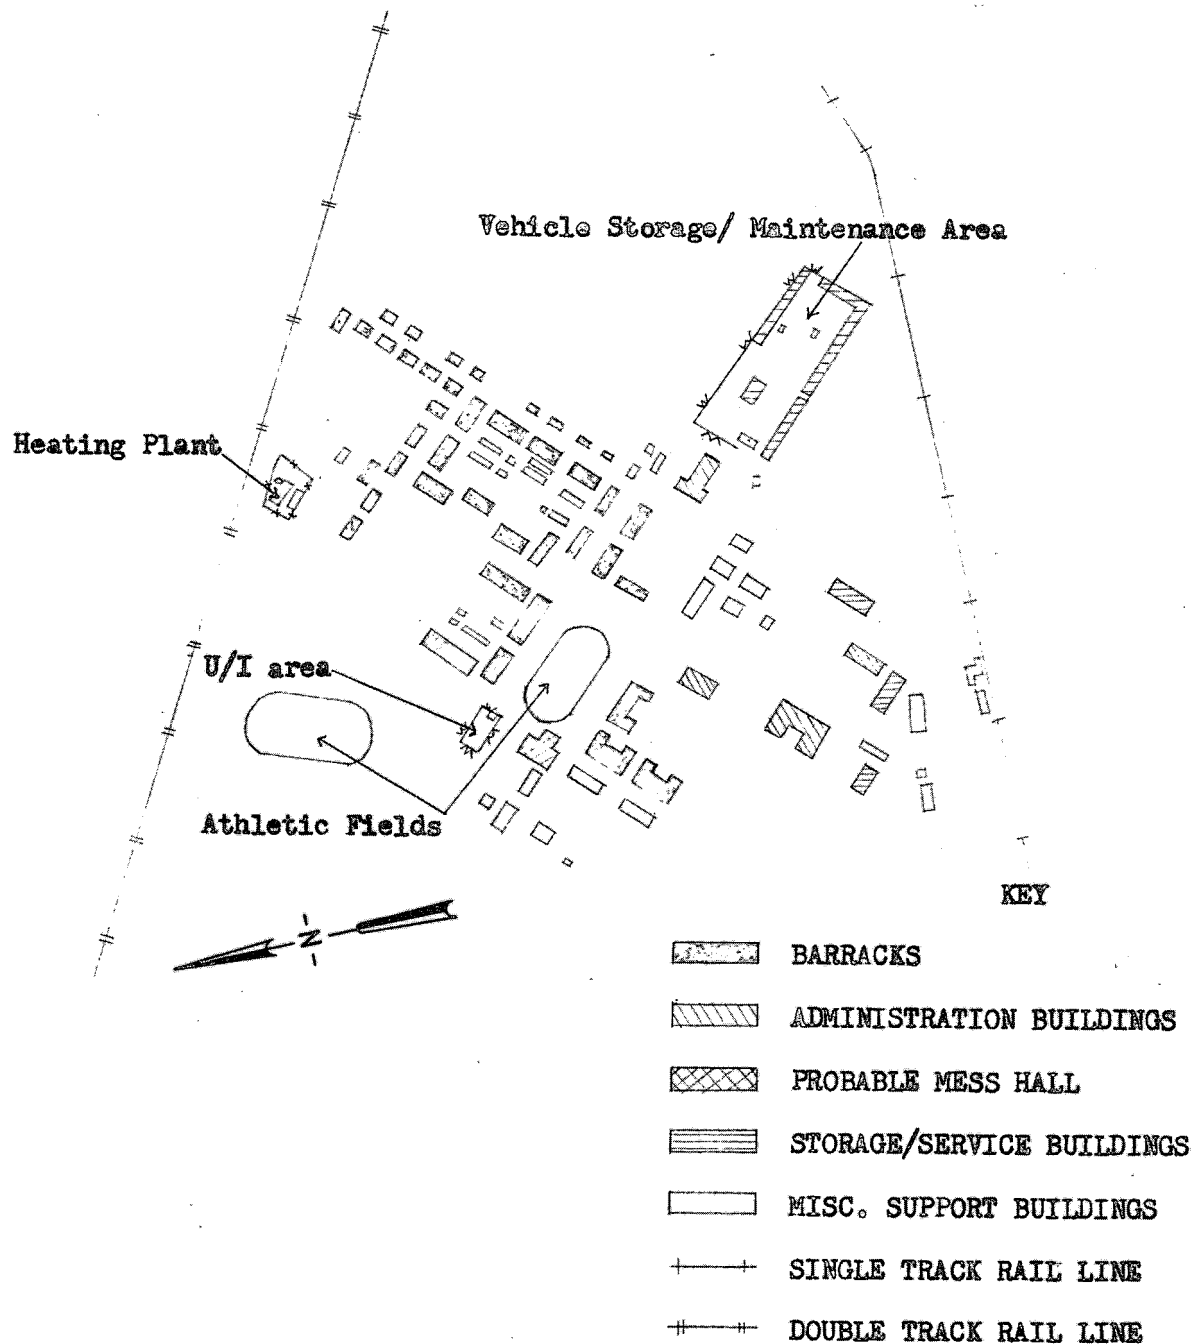 Vehicle Storage/ Maintenance Area
Heating Plant
U/I area
Athletic Fields
N
KEY
BARRACKS
ADMINISTRATION BUILDINGS
PROBABLE MESS HALL
STORAGE/SERVICE BUILDINGS
MISC. SUPPORT BUILDINGS
SINGLE TRACK RAIL LINE
DOUBLE TRACK RAIL LINE